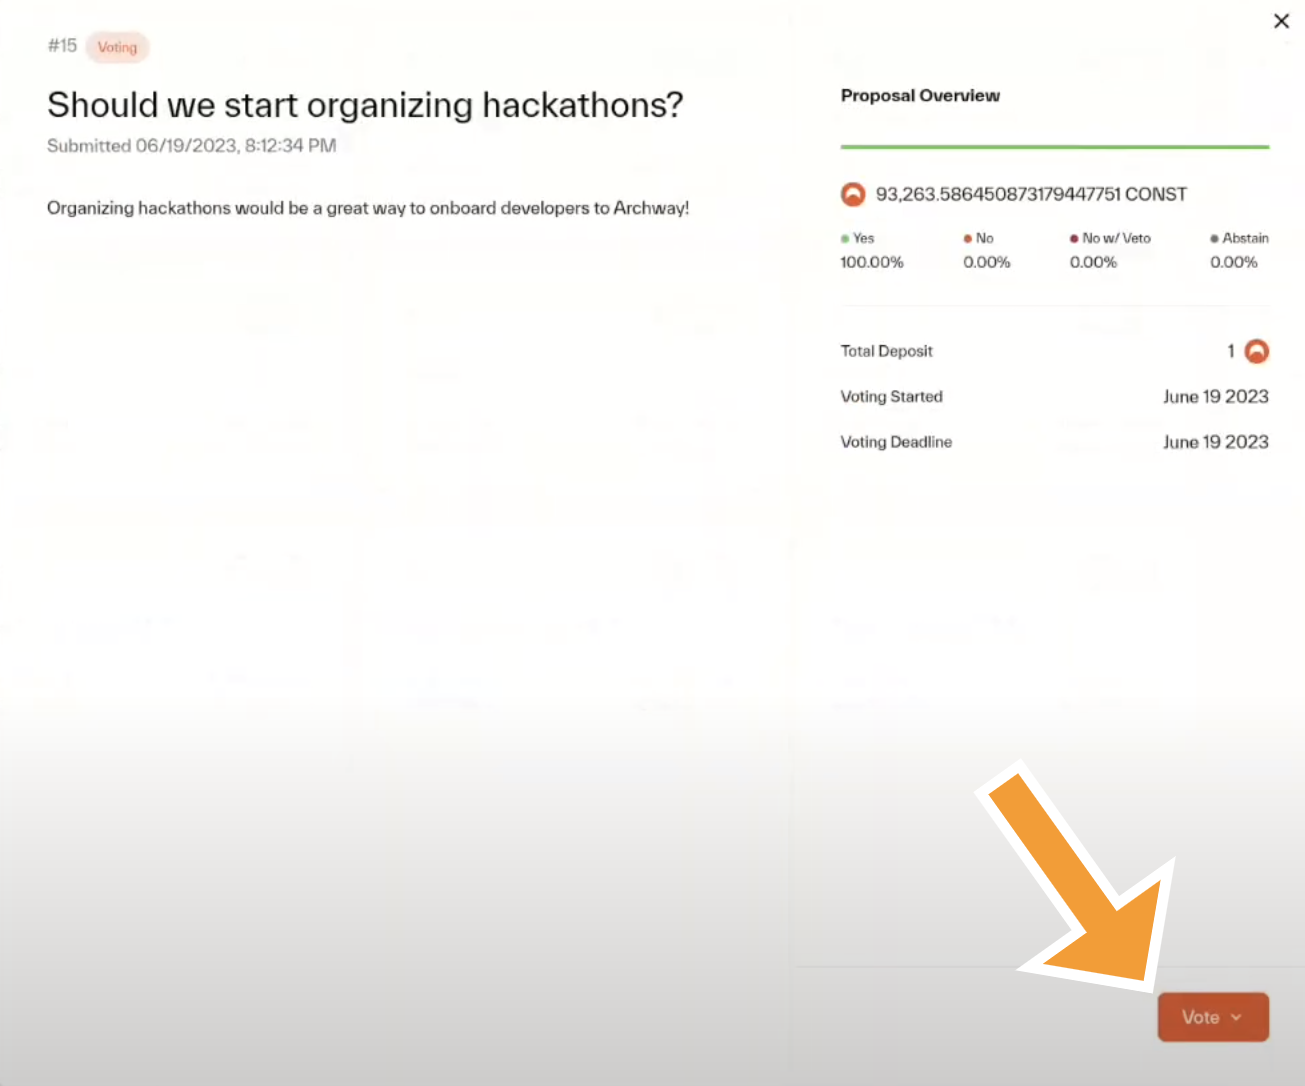 #15 Voting
Should we start organizing hackathons?
Submitted 06/19/2023, 8:12:34 PM
Organizing hackathons would be a great way to onboard developers to Archway!
Proposal Overview
93,263.586450873179447751 CONST
Yes No No w/ Veto Abstain
100.00% 0.00% 0.00% 0.00%
Total Deposit 1
Voting Started June 19 2023
Voting Deadline June 19 2023
Vote